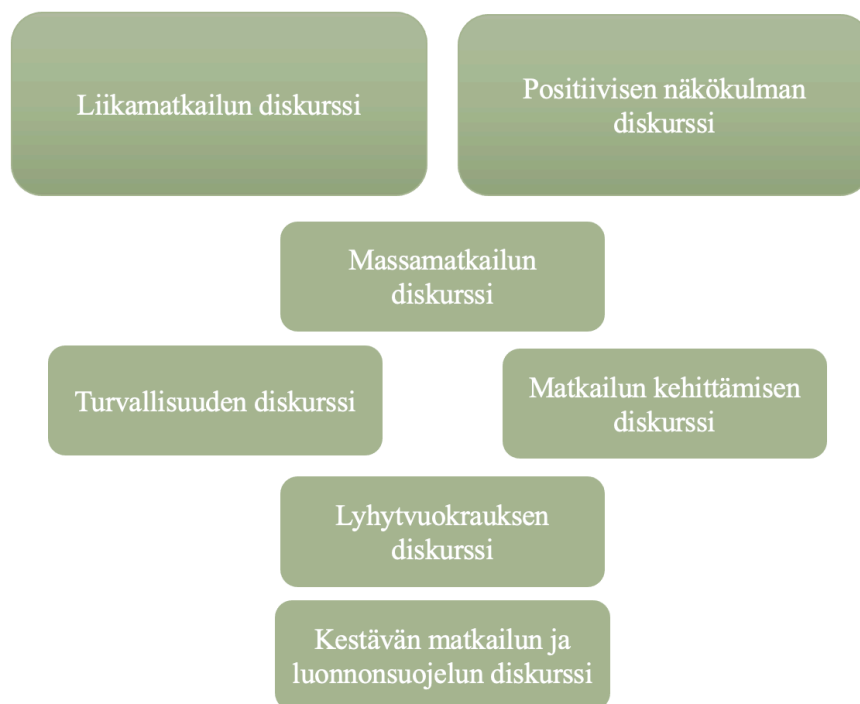 Liikamatkailun diskurssi
Positiivisen näkökulman
diskurssi
Massamatkailun
diskurssi
Turvallisuuden diskurssi
Matkailun kehittämisen
diskurssi
Lyhytvuokrauksen
diskurssi
Kestävän matkailun ja
luonnonsuojelun diskurssi